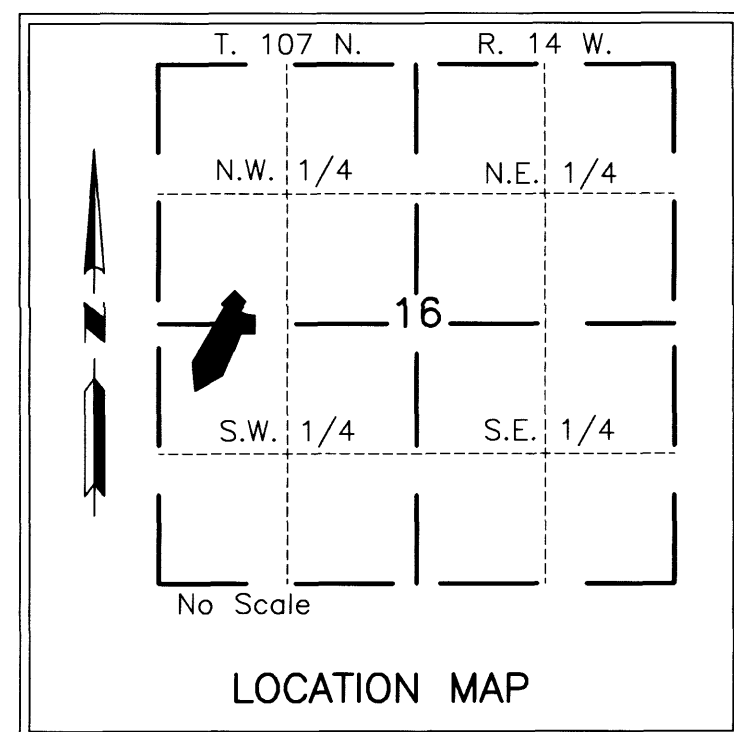 T. 107 N. R. 14 W.
N.W. 1/4 N.E. 1/4
N
16
S.W. 1/4 S.E. 1/4
No Scale
LOCATION MAP